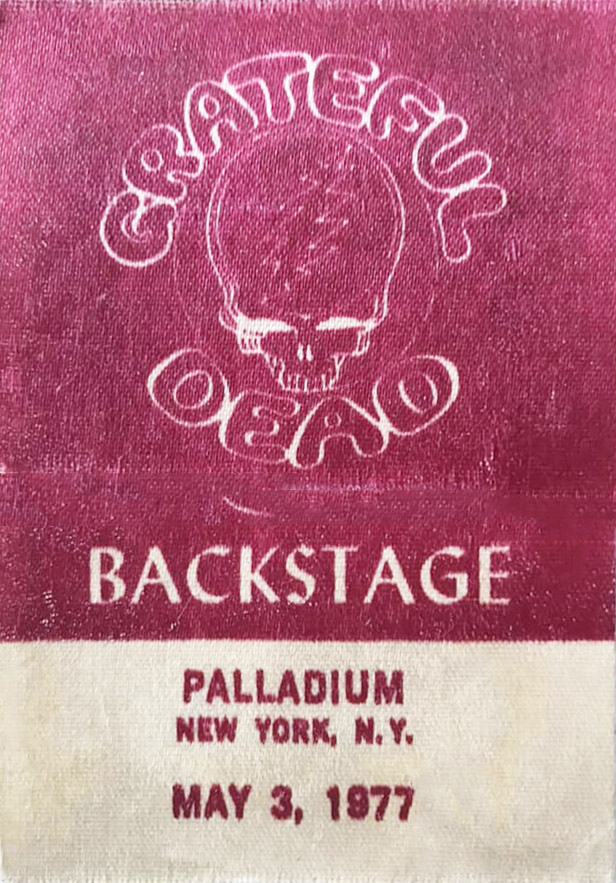 GRATEFUL
DEAD
BACKSTAGE
PALLADIUM
NEW YORK, N.Y.
MAY 3, 1977